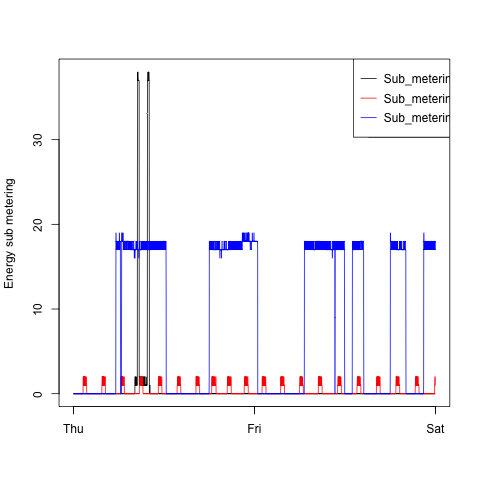 Sub_meterin
Sub_meterin
Sub_meterin
Energy sub metering
30
20
10
0
Thu
Fri
Sat